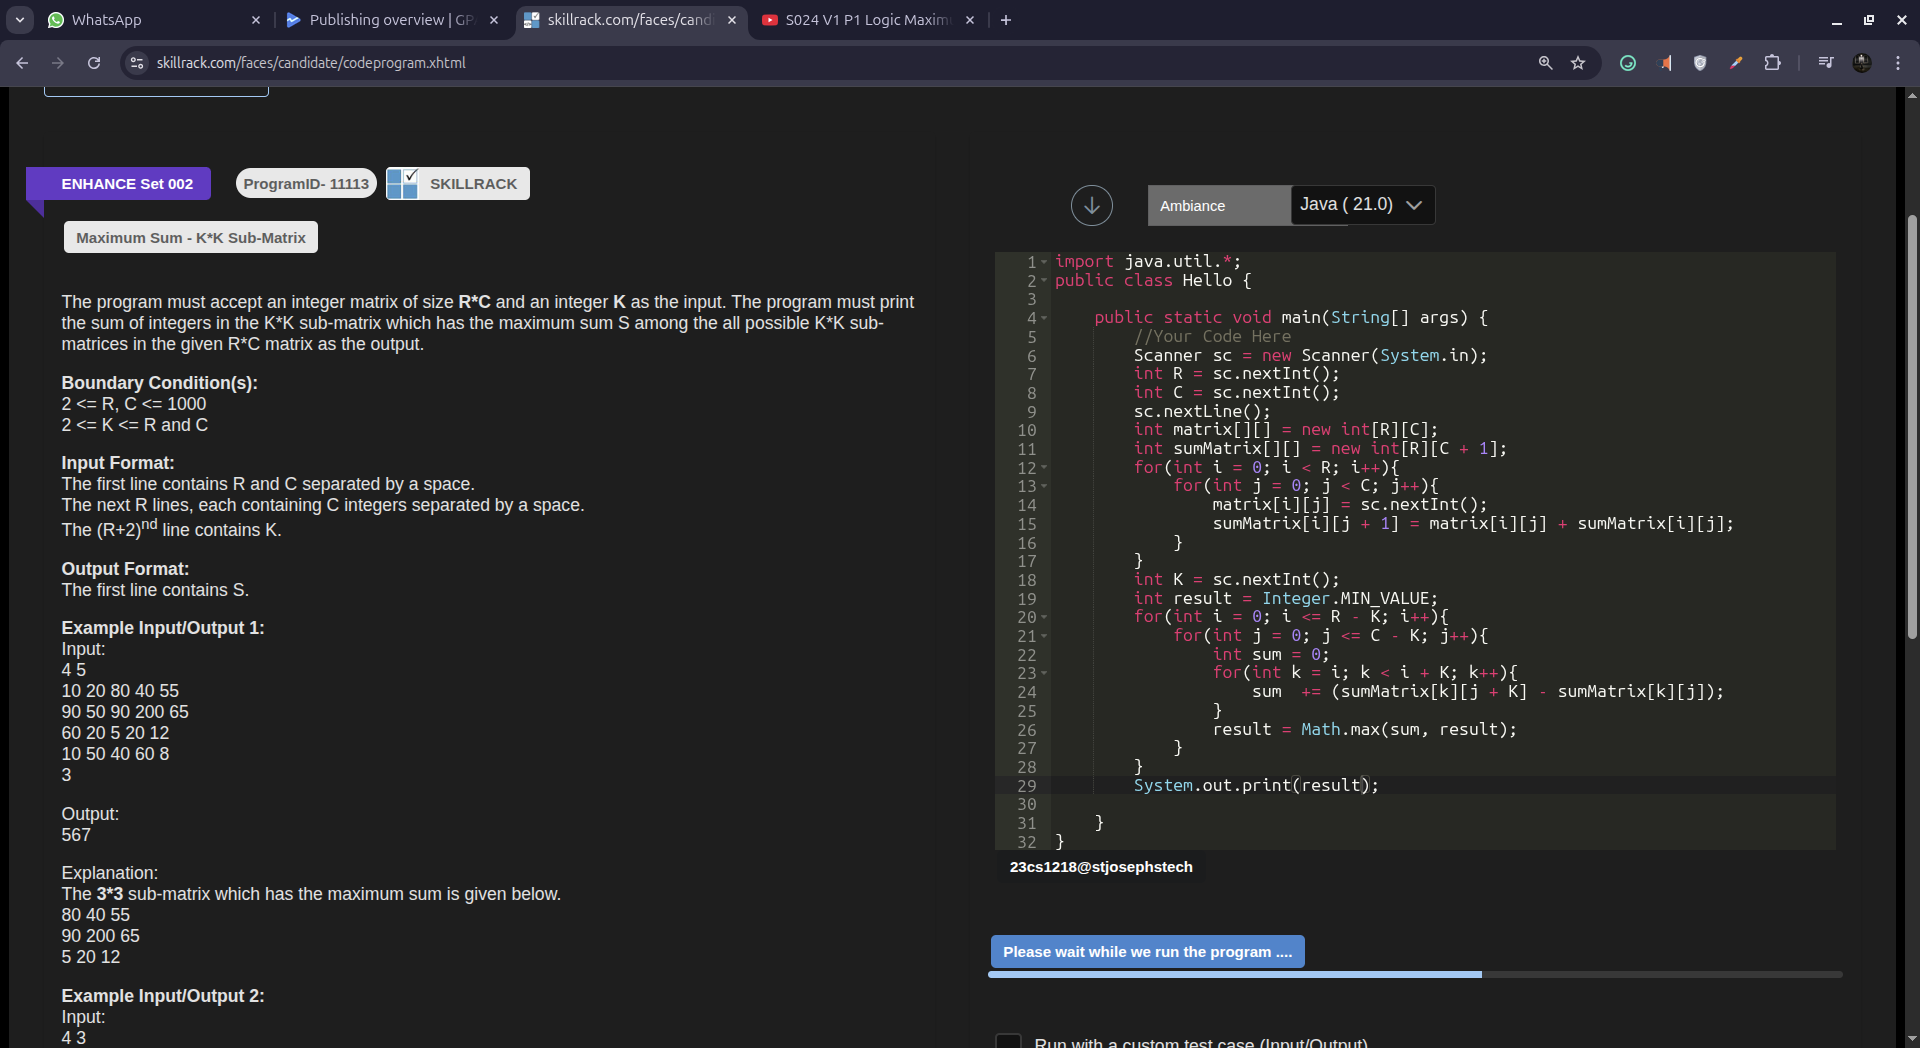 WhatsApp
Publishing overview | GP
skillrack.com/faces/cand
S024 V1 P1 Logic Maxim
skillrack.com/faces/candidate/codeprogram.xhtml
ENHANCE Set 002
ProgramID- 11113
SKILLRACK
Maximum Sum - K*K Sub-Matrix
The program must accept an integer matrix of size R*C and an integer K as the input. The program must print
the sum of integers in the K*K sub-matrix which has the maximum sum S among the all possible K*K sub-
matrices in the given R*C matrix as the output.
Boundary Condition(s):
2 <= R, C <= 1000
2 <= K <= R and C
Input Format:
The first line contains R and C separated by a space.
The next R lines, each containing C integers separated by a space.
The (R+2)nd line contains K.
Output Format:
The first line contains S.
Example Input/Output 1:
Input:
4 5
10 20 80 40 55
90 50 90 200 65
60 20 5 20 12
10 50 40 60 8
3
Output:
567
Explanation:
The 3*3 sub-matrix which has the maximum sum is given below.
80 40 55
90 200 65
5 20 12
Example Input/Output 2:
Input:
4 3
Ambiance
Java ( 21.0)
1 import java.util.*;
2 public class Hello {
3
4     public static void main(String[] args) {
5         //Your Code Here
6         Scanner sc = new Scanner(System.in);
7         int R = sc.nextInt();
8         int C = sc.nextInt();
9         sc.nextLine();
10         int matrix[][] = new int[R][C];
11         int sumMatrix[][] = new int[R][C + 1];
12         for(int i = 0; i < R; i++){
13             for(int j = 0; j < C; j++){
14                 matrix[i][j] = sc.nextInt();
15                 sumMatrix[i][j + 1] = matrix[i][j] + sumMatrix[i][j];
16             }
17         }
18         int K = sc.nextInt();
19         int result = Integer.MIN_VALUE;
20         for(int i = 0; i <= R - K; i++){
21             for(int j = 0; j <= C - K; j++){
22                 int sum = 0;
23                 for(int k = i; k < i + K; k++){
24                     sum  += (sumMatrix[k][j + K] - sumMatrix[k][j]);
25                 }
26                 result = Math.max(sum, result);
27             }
28         }
29         System.out.print(result);
30
31     }
32 }
23cs1218@stjosephstech
Please wait while we run the program ....
Run with a custom test case (Input/Output)